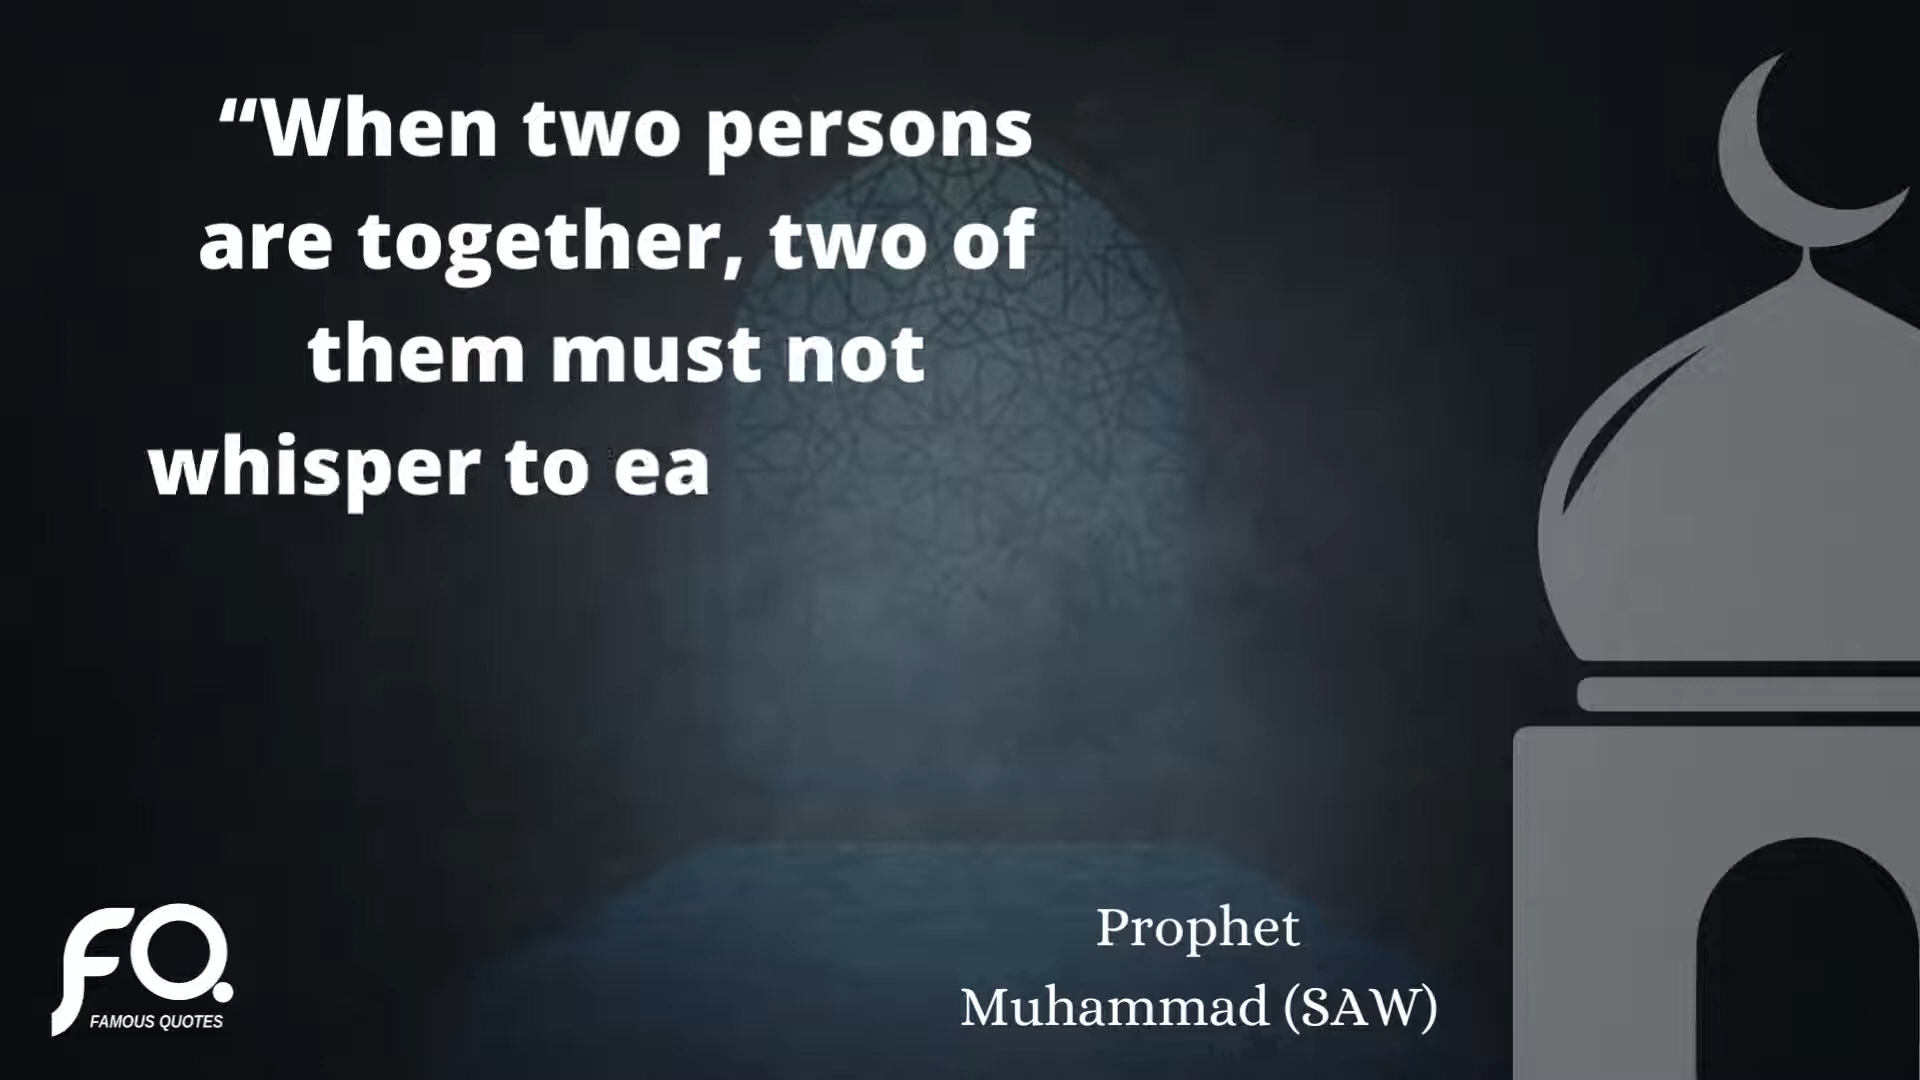 “When two persons
are together, two of
them must not
whisper to ea
Prophet
Muhammad (SAW)
FQ.
FAMOUS QUOTES